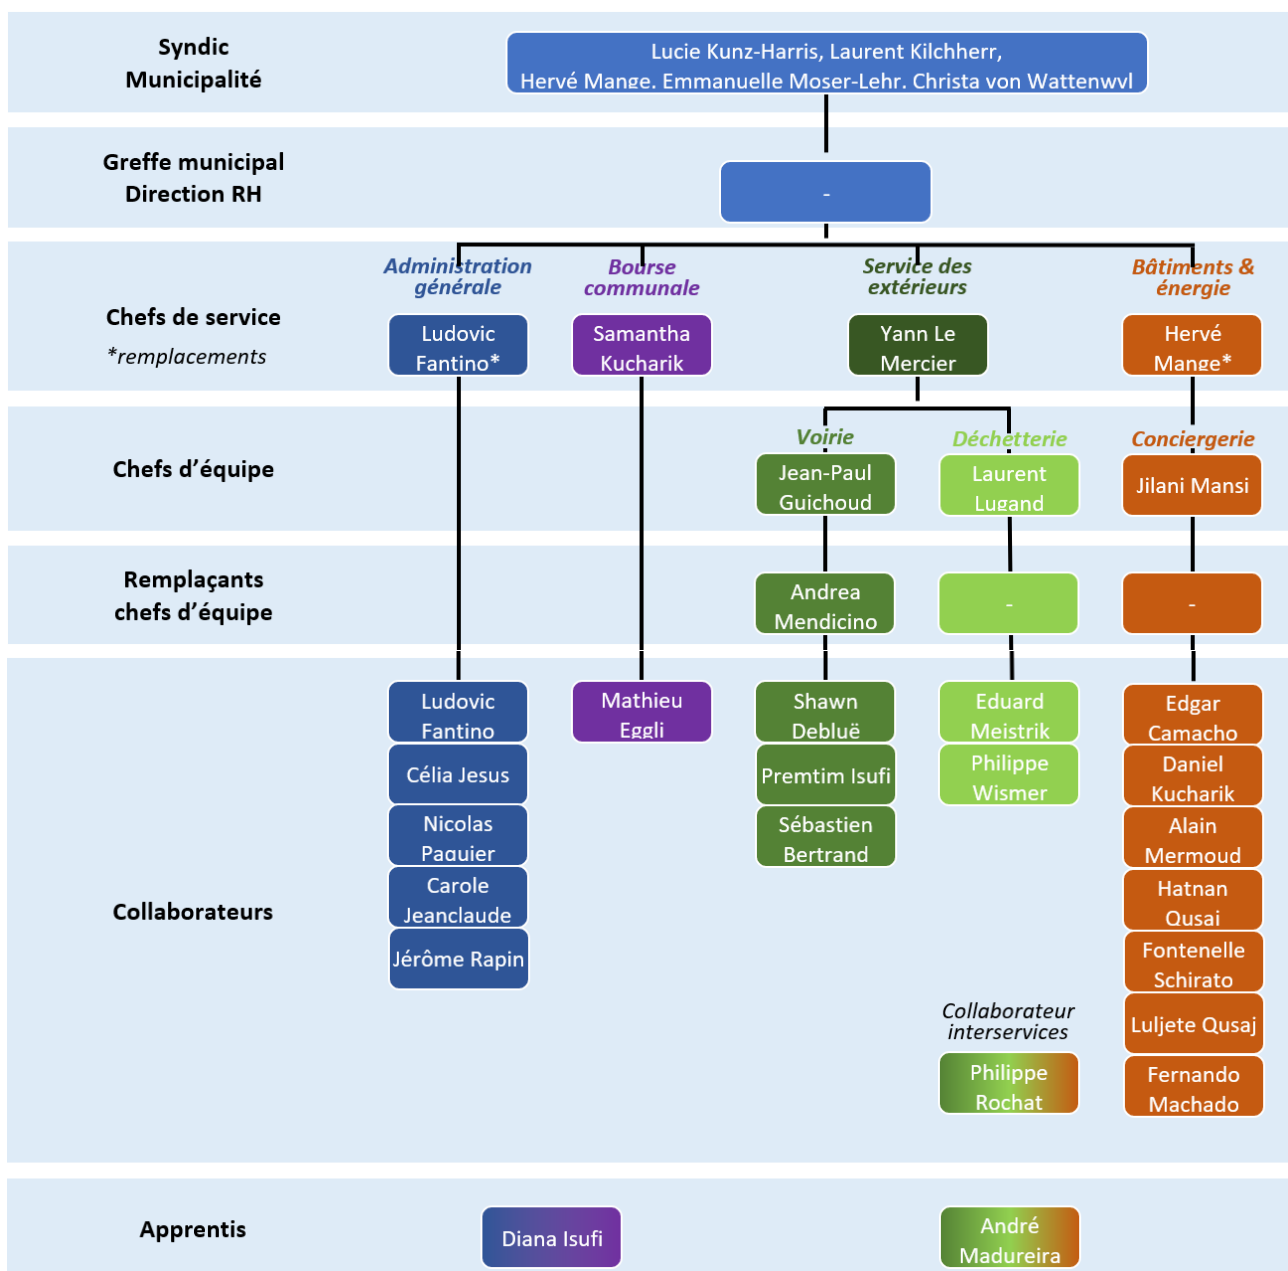 Syndic
Municipalité
Lucie Kunz-Harris, Laurent Kilchherr,
Hervé Mange, Emmanuelle Moser-Lehr, Christa von Wattenwyl
Greffe municipal
Direction RH
-
Chefs de service
*remplacements
Administration
générale
Ludovic
Fantino*
Bourse
communale
Samantha
Kucharik
Service des
extérieurs
Yann Le
Mercier
Bâtiments &
énergie
Hervé
Mange*
Chefs d’équipe
Voirie
Jean-Paul
Guichoud
Déchetterie
Laurent
Lugand
Conciergerie
Jilani Mansi
Remplaçants
chefs d’équipe
Andrea
Mendicino
-
-
Collaborateurs
Ludovic
Fantino
Célia Jesus
Nicolas
Paquier
Carole
Jeanclaude
Jérôme Rapin
Mathieu
Eggli
Shawn
Debluë
Premtim Isufi
Sébastien
Bertrand
Eduard
Meistrik
Philippe
Wismer
Collaborateur
interservices
Philippe
Rochat
Edgar
Camacho
Daniel
Kucharik
Alain
Mermoud
Hatnan
Qusai
Fontenelle
Schirato
Luljete Qusaj
Fernando
Machado
Apprentis
Diana Isufi
André
Madureira